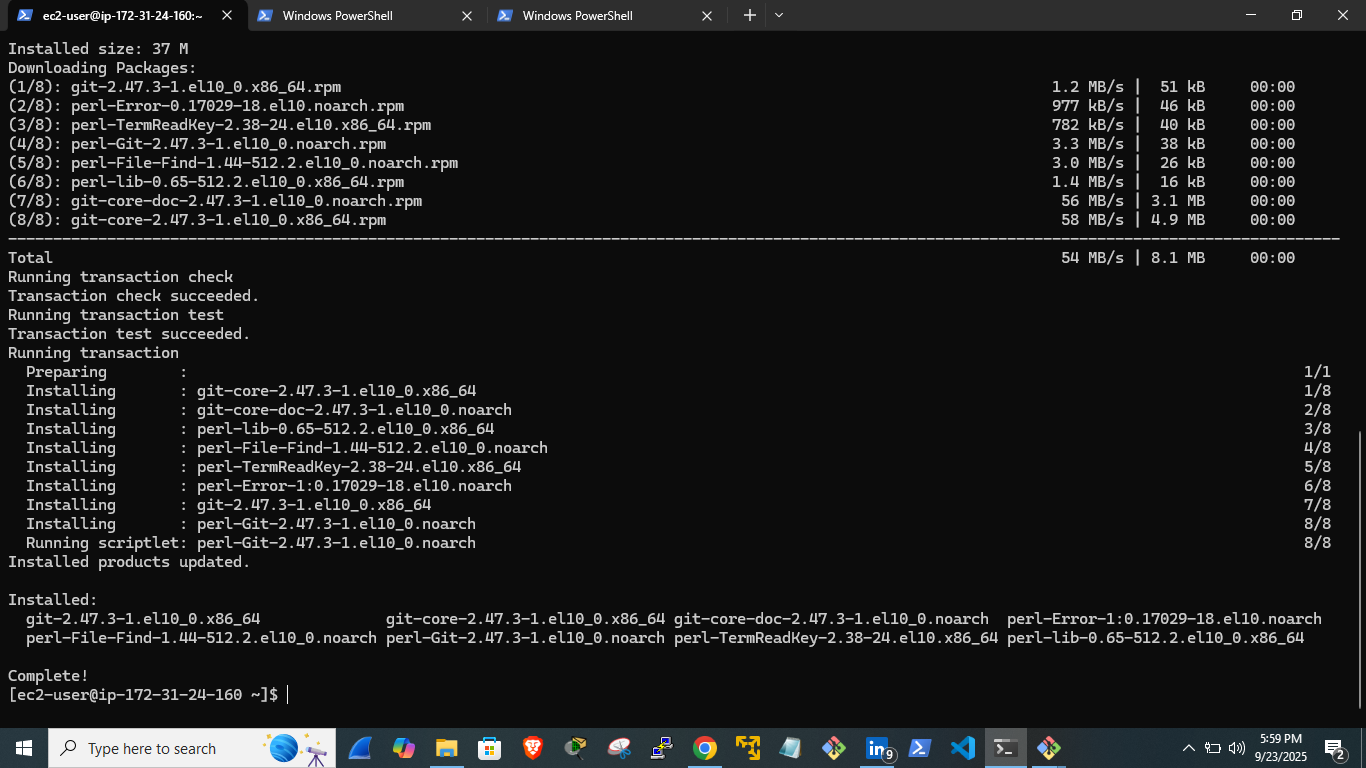 ec2-user@ip-172-31-24-160:~ Windows PowerShell Windows PowerShell
Installed size: 37 M
Downloading Packages:
(1/8): git-2.47.3-1.el10_0.x86_64.rpm 1.2 MB/s | 51 kB 00:00
(2/8): perl-Error-0.17029-18.el10.noarch.rpm 977 kB/s | 46 kB 00:00
(3/8): perl-TermReadKey-2.38-24.el10.x86_64.rpm 782 kB/s | 40 kB 00:00
(4/8): perl-Git-2.47.3-1.el10_0.noarch.rpm 3.3 MB/s | 38 kB 00:00
(5/8): perl-File-Find-1.44-512.2.el10_0.noarch.rpm 3.0 MB/s | 26 kB 00:00
(6/8): perl-lib-0.65-512.2.el10_0.x86_64.rpm 1.4 MB/s | 16 kB 00:00
(7/8): git-core-doc-2.47.3-1.el10_0.noarch.rpm 56 MB/s | 3.1 MB 00:00
(8/8): git-core-2.47.3-1.el10_0.x86_64.rpm 58 MB/s | 4.9 MB 00:00
Total 54 MB/s | 8.1 MB 00:00
Running transaction check
Transaction check succeeded.
Running transaction test
Transaction test succeeded.
Running transaction
Preparing : 1/1
Installing : git-core-2.47.3-1.el10_0.x86_64 1/8
Installing : git-core-doc-2.47.3-1.el10_0.noarch 2/8
Installing : perl-lib-0.65-512.2.el10_0.x86_64 3/8
Installing : perl-File-Find-1.44-512.2.el10_0.noarch 4/8
Installing : perl-TermReadKey-2.38-24.el10.x86_64 5/8
Installing : perl-Error-1:0.17029-18.el10.noarch 6/8
Installing : git-2.47.3-1.el10_0.x86_64 7/8
Installing : perl-Git-2.47.3-1.el10_0.noarch 8/8
Running scriptlet: perl-Git-2.47.3-1.el10_0.noarch 8/8
Installed products updated.
Installed:
git-2.47.3-1.el10_0.x86_64 git-core-2.47.3-1.el10_0.x86_64 git-core-doc-2.47.3-1.el10_0.noarch perl-Error-1:0.17029-18.el10.noarch
perl-File-Find-1.44-512.2.el10_0.noarch perl-Git-2.47.3-1.el10_0.noarch perl-TermReadKey-2.38-24.el10.x86_64 perl-lib-0.65-512.2.el10_0.x86_64
Complete!
[ec2-user@ip-172-31-24-160 ~]$
Type here to search
in 9
5:59 PM
9/23/2025
2